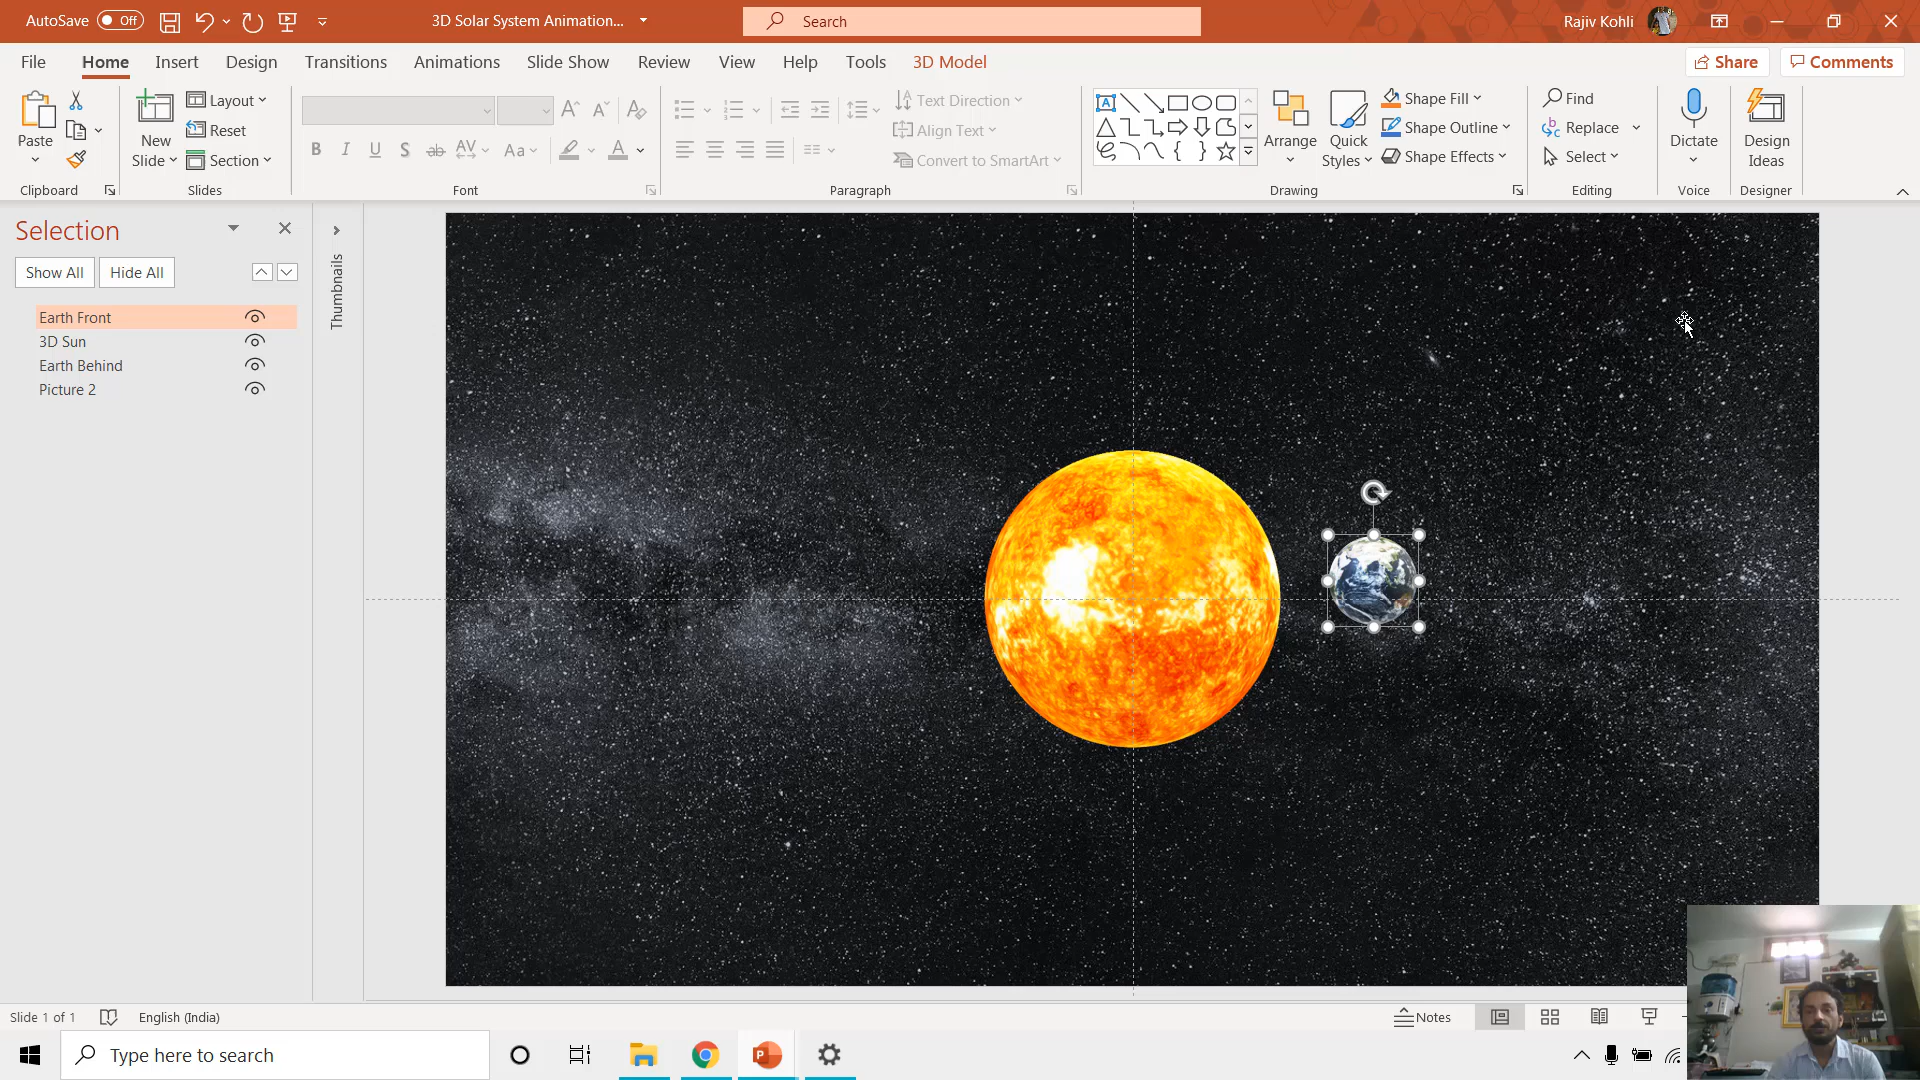 AutoSave Off 3D Solar System Animation... Search Rajiv Kohli
File Home Insert Design Transitions Animations Slide Show Review View Help Tools 3D Model Share Comments
Paste
New
Slide
Layout
Reset
Section
B I U S ab AV Aa A
Text Direction
Align Text
Convert to SmartArt
Arrange
Quick
Styles
Shape Fill
Shape Outline
Shape Effects
Find
Replace
Select
Dictate
Design
Ideas
Clipboard Slides Font Paragraph Drawing Editing Voice Designer
Selection
Show All Hide All
Earth Front
3D Sun
Earth Behind
Picture 2
Thumbnails
Slide 1 of 1 English (India) Notes
Type here to search